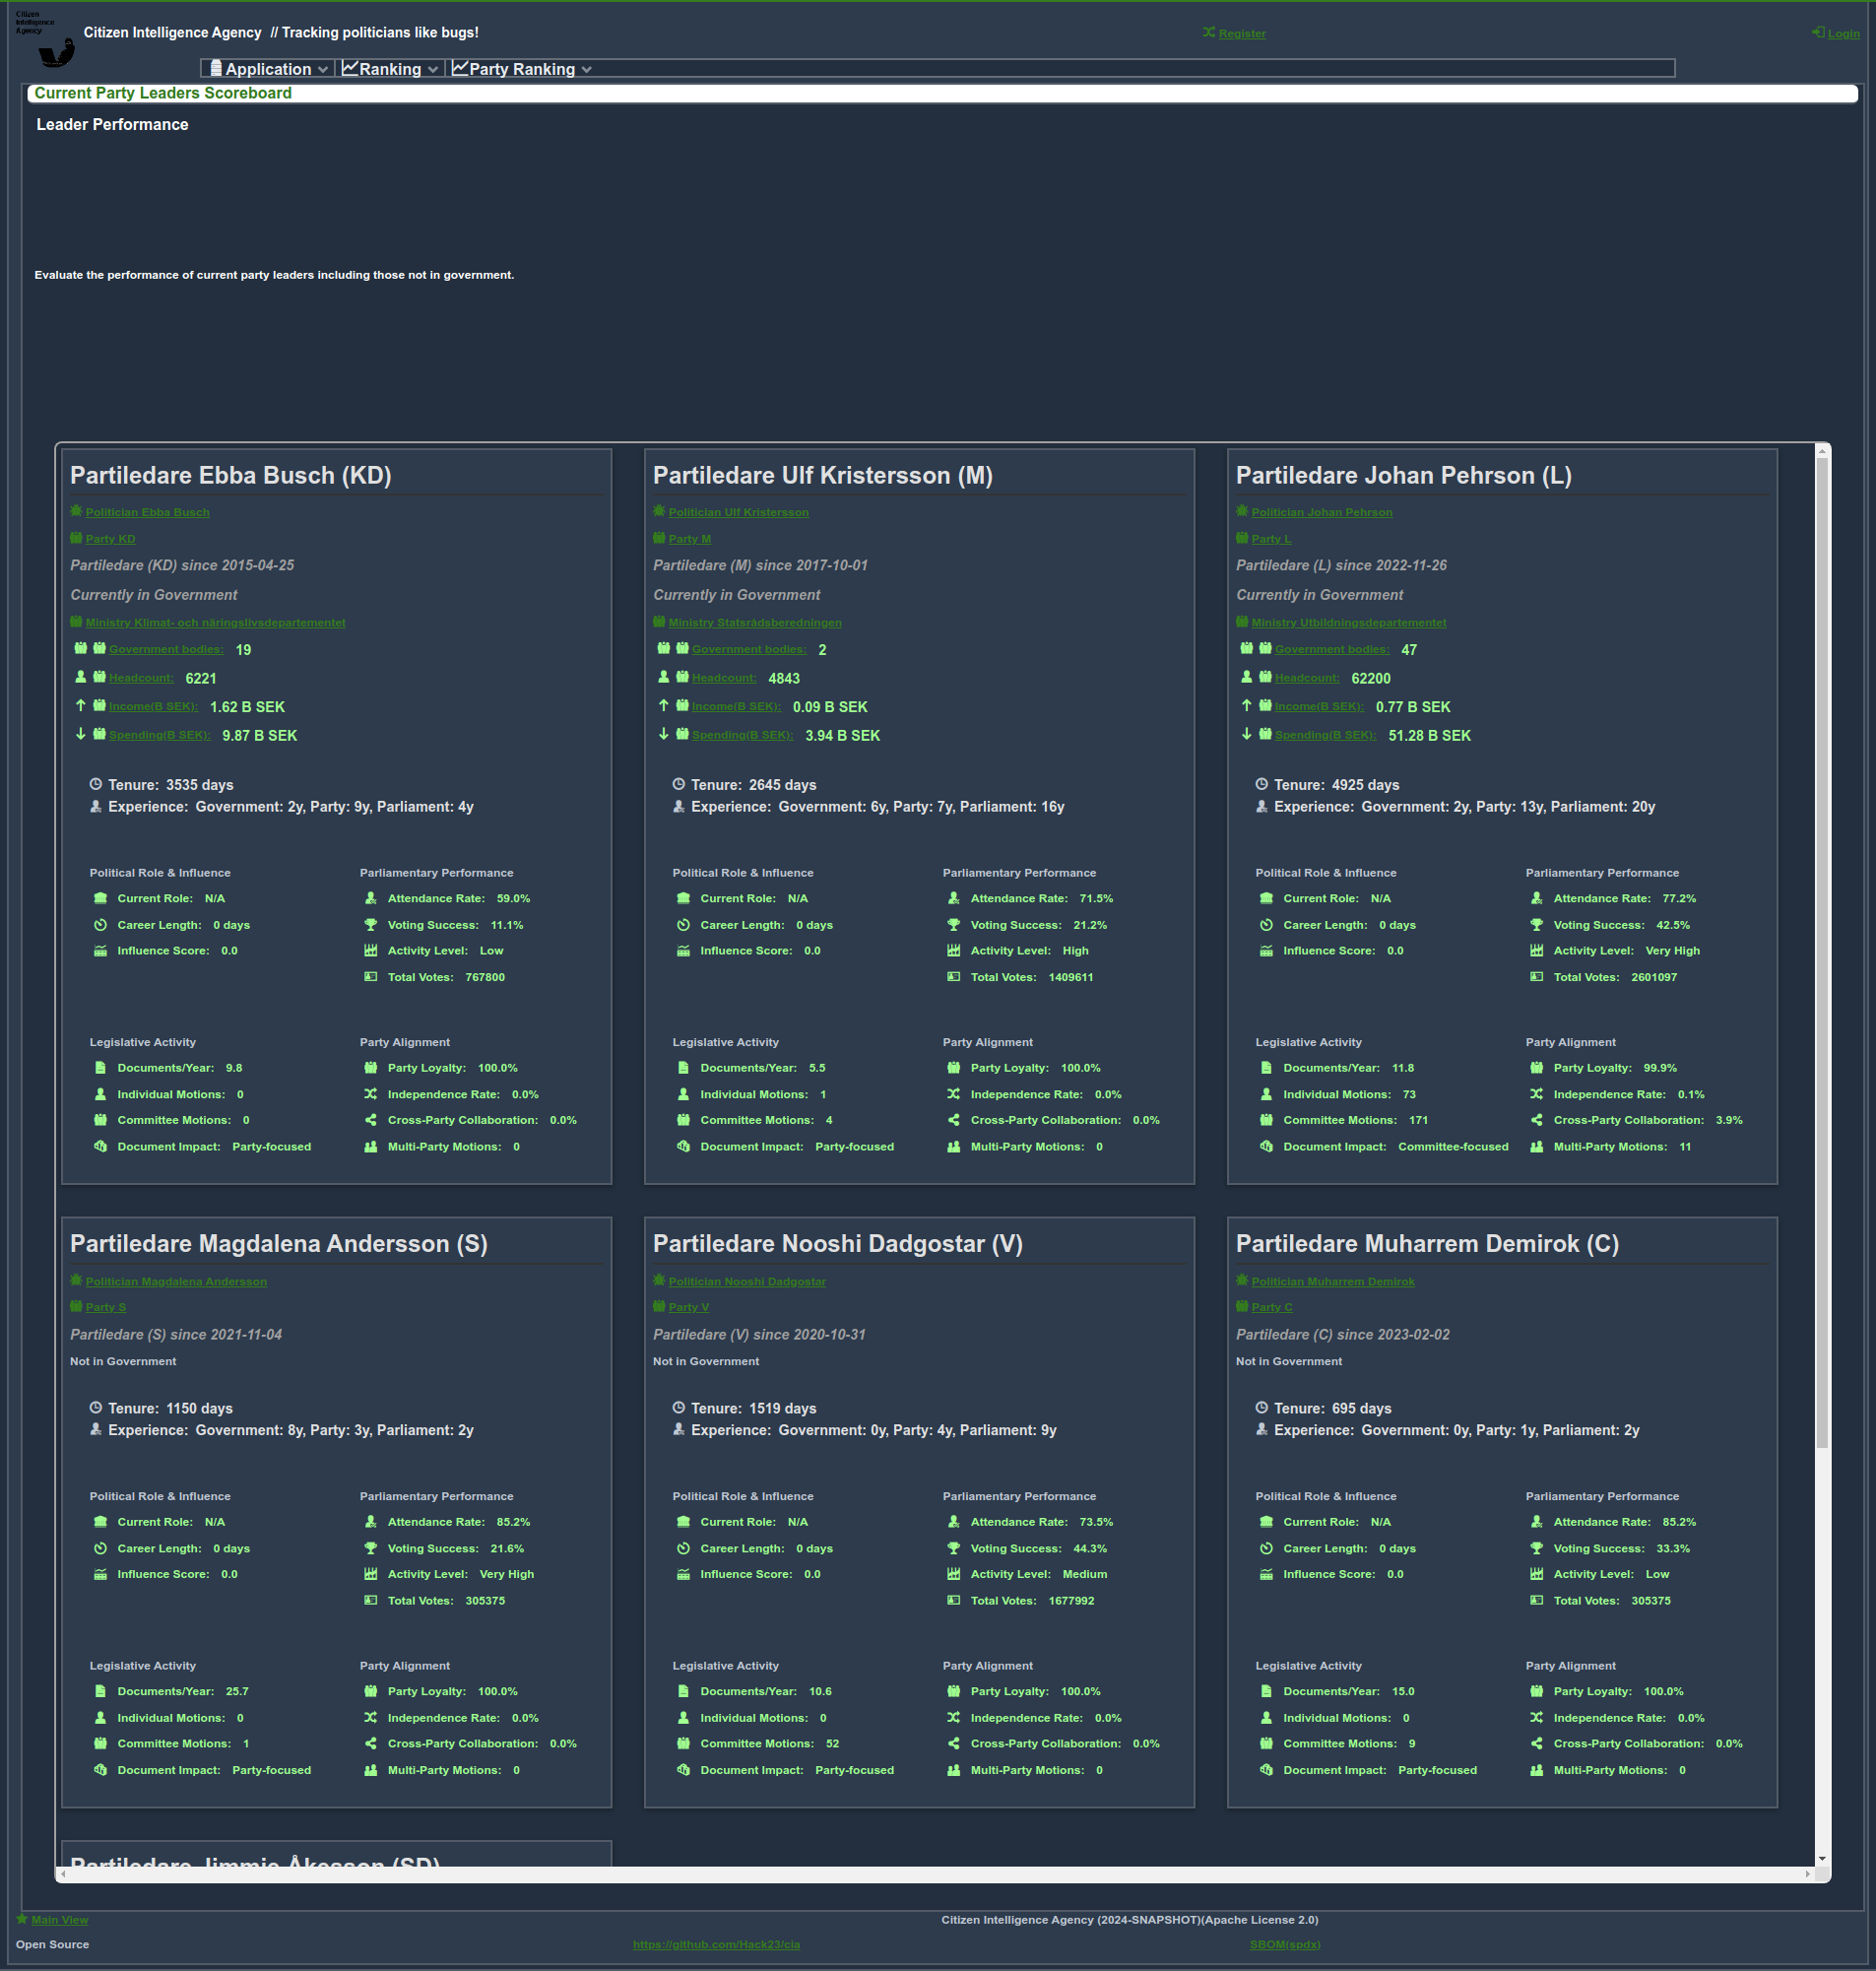 Citizen
Intelligence
Agency
Citizen Intelligence Agency // Tracking politicians like bugs!
Register
Login
Application
Ranking
Party Ranking
Current Party Leaders Scoreboard
Leader Performance
Evaluate the performance of current party leaders including those not in government.
Partiledare Ebba Busch (KD)
Politician Ebba Busch
Party KD
Partiledare (KD) since 2015-04-25
Currently in Government
Ministry Klimat- och näringslivsdepartementet
Government bodies: 19
Headcount: 6221
Income(B SEK): 1.62 B SEK
Spending(B SEK): 9.87 B SEK
Tenure: 3535 days
Experience: Government: 2y, Party: 9y, Parliament: 4y
Political Role & Influence
Current Role: N/A
Career Length: 0 days
Influence Score: 0.0
Parliamentary Performance
Attendance Rate: 59.0%
Voting Success: 11.1%
Activity Level: Low
Total Votes: 767800
Legislative Activity
Documents/Year: 9.8
Individual Motions: 0
Committee Motions: 0
Document Impact: Party-focused
Party Alignment
Party Loyalty: 100.0%
Independence Rate: 0.0%
Cross-Party Collaboration: 0.0%
Multi-Party Motions: 0
Partiledare Ulf Kristersson (M)
Politician Ulf Kristersson
Party M
Partiledare (M) since 2017-10-01
Currently in Government
Ministry Statsrådsberedningen
Government bodies: 2
Headcount: 4843
Income(B SEK): 0.09 B SEK
Spending(B SEK): 3.94 B SEK
Tenure: 2645 days
Experience: Government: 6y, Party: 7y, Parliament: 16y
Political Role & Influence
Current Role: N/A
Career Length: 0 days
Influence Score: 0.0
Parliamentary Performance
Attendance Rate: 71.5%
Voting Success: 21.2%
Activity Level: High
Total Votes: 1409611
Legislative Activity
Documents/Year: 5.5
Individual Motions: 1
Committee Motions: 4
Document Impact: Party-focused
Party Alignment
Party Loyalty: 100.0%
Independence Rate: 0.0%
Cross-Party Collaboration: 0.0%
Multi-Party Motions: 0
Partiledare Johan Pehrson (L)
Politician Johan Pehrson
Party L
Partiledare (L) since 2022-11-26
Currently in Government
Ministry Utbildningsdepartementet
Government bodies: 47
Headcount: 62200
Income(B SEK): 0.77 B SEK
Spending(B SEK): 51.28 B SEK
Tenure: 4925 days
Experience: Government: 2y, Party: 13y, Parliament: 20y
Political Role & Influence
Current Role: N/A
Career Length: 0 days
Influence Score: 0.0
Parliamentary Performance
Attendance Rate: 77.2%
Voting Success: 42.5%
Activity Level: Very High
Total Votes: 2601097
Legislative Activity
Documents/Year: 11.8
Individual Motions: 73
Committee Motions: 171
Document Impact: Committee-focused
Party Alignment
Party Loyalty: 99.9%
Independence Rate: 0.1%
Cross-Party Collaboration: 3.9%
Multi-Party Motions: 11
Partiledare Magdalena Andersson (S)
Politician Magdalena Andersson
Party S
Partiledare (S) since 2021-11-04
Not in Government
Tenure: 1150 days
Experience: Government: 8y, Party: 3y, Parliament: 2y
Political Role & Influence
Current Role: N/A
Career Length: 0 days
Influence Score: 0.0
Parliamentary Performance
Attendance Rate: 85.2%
Voting Success: 21.6%
Activity Level: Very High
Total Votes: 305375
Legislative Activity
Documents/Year: 25.7
Individual Motions: 0
Committee Motions: 1
Document Impact: Party-focused
Party Alignment
Party Loyalty: 100.0%
Independence Rate: 0.0%
Cross-Party Collaboration: 0.0%
Multi-Party Motions: 0
Partiledare Nooshi Dadgostar (V)
Politician Nooshi Dadgostar
Party V
Partiledare (V) since 2020-10-31
Not in Government
Tenure: 1519 days
Experience: Government: 0y, Party: 4y, Parliament: 9y
Political Role & Influence
Current Role: N/A
Career Length: 0 days
Influence Score: 0.0
Parliamentary Performance
Attendance Rate: 73.5%
Voting Success: 44.3%
Activity Level: Medium
Total Votes: 1677992
Legislative Activity
Documents/Year: 10.6
Individual Motions: 0
Committee Motions: 52
Document Impact: Party-focused
Party Alignment
Party Loyalty: 100.0%
Independence Rate: 0.0%
Cross-Party Collaboration: 0.0%
Multi-Party Motions: 0
Partiledare Muharrem Demirok (C)
Politician Muharrem Demirok
Party C
Partiledare (C) since 2023-02-02
Not in Government
Tenure: 695 days
Experience: Government: 0y, Party: 1y, Parliament: 2y
Political Role & Influence
Current Role: N/A
Career Length: 0 days
Influence Score: 0.0
Parliamentary Performance
Attendance Rate: 85.2%
Voting Success: 33.3%
Activity Level: Low
Total Votes: 305375
Legislative Activity
Documents/Year: 15.0
Individual Motions: 0
Committee Motions: 9
Document Impact: Party-focused
Party Alignment
Party Loyalty: 100.0%
Independence Rate: 0.0%
Cross-Party Collaboration: 0.0%
Multi-Party Motions: 0
Partiledare Jimmie Åkesson (SD)
Main View
Citizen Intelligence Agency (2024-SNAPSHOT)(Apache License 2.0)
Open Source
https://github.com/Hack23/cia
SBOM(spdx)